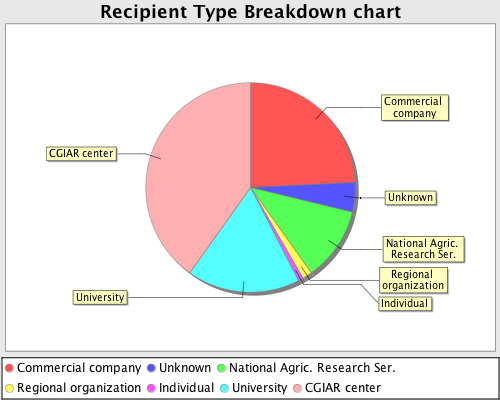 Recipient Type Breakdown chart
Commercial
company
CGIAR center
Unknown
National Agric.
Research Ser.
Regional
organization
Individual
University
Commercial company Unknown National Agric. Research Ser.
Regional organization Individual University CGIAR center